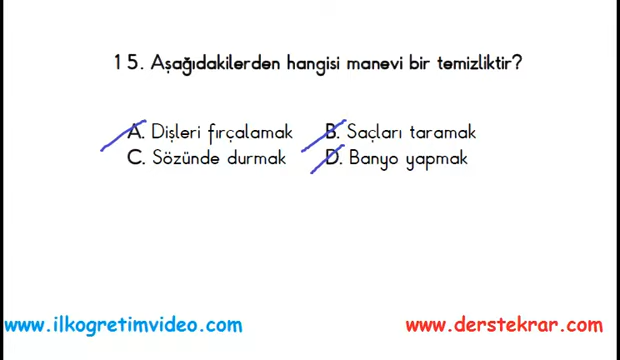 15. Aşağıdakilerden hangisi manevi bir temizliktir?
A. Dişleri fırçalamak B. Saçları taramak
C. Sözünde durmak D. Banyo yapmak
www.ilkogretimvideo.com www.derstekrar.com